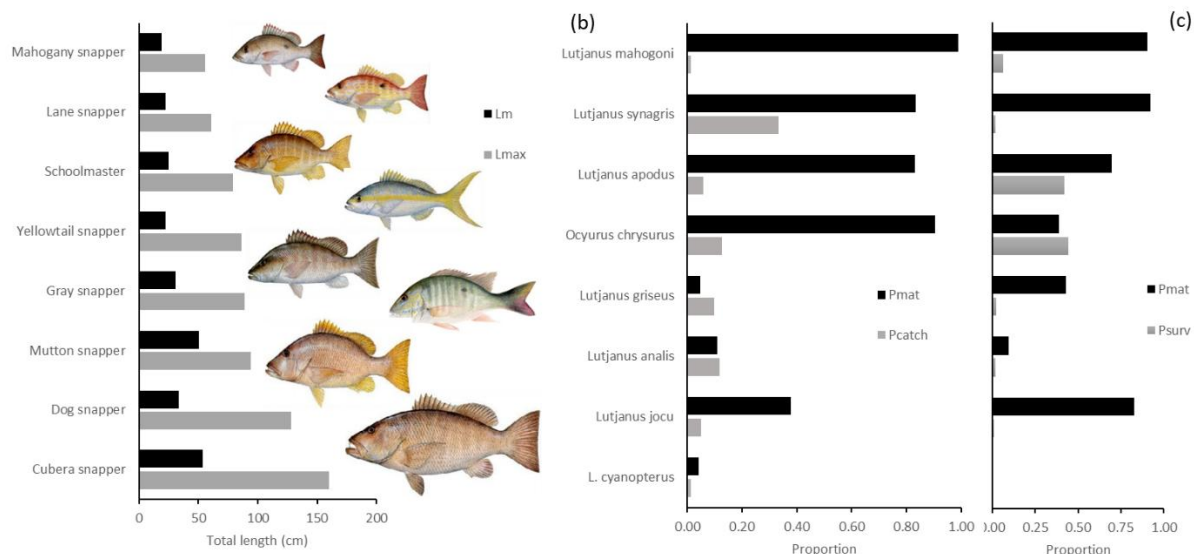 (b)
(c)
Mahogany snapper
Lane snapper
Schoolmaster
Yellowtail snapper
Gray snapper
Mutton snapper
Dog snapper
Cubera snapper
0 50 100 150 200
Total length (cm)
Lm
Lmax
Lutjanus mahogoni
Lutjanus synagris
Lutjanus apodus
Ocyurus chrysurus
Lutjanus griseus
Lutjanus analis
Lutjanus jocu
L. cyanopterus
0.00 0.20 0.40 0.60 0.80 1.00
Proportion
Pmat
Pcatch
0.00 0.25 0.50 0.75 1.00
Proportion
Pmat
Psurv